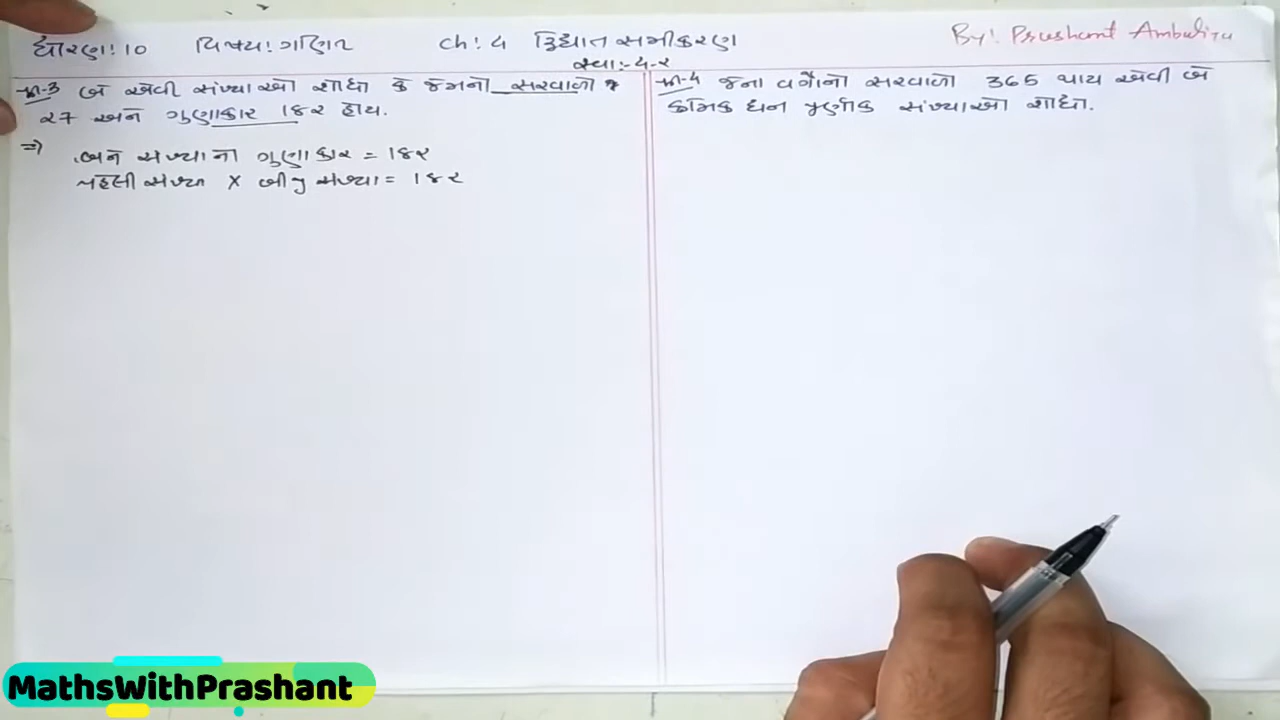 ધોરણ: 10 વિષય: ગણિત ch: 4 દ્વિઘાત સમીકરણ
સ્વા:-4.2
By: Prashant Ambaliya
પ્ર-3 બે એવી સંખ્યાઓ શોધો કે જેમનો સરવાળો
27 અને ગુણાકાર 182 હોય.
⇒ બંને સંખ્યાનો ગુણાકાર = 182
પહેલી સંખ્યા × બીજી સંખ્યા = 182
પ્ર-4 જેના વર્ગોનો સરવાળો 365 થાય એવી બે
ક્રમિક ધન પૂર્ણાંક સંખ્યાઓ શોધો.
MathsWithPrashant